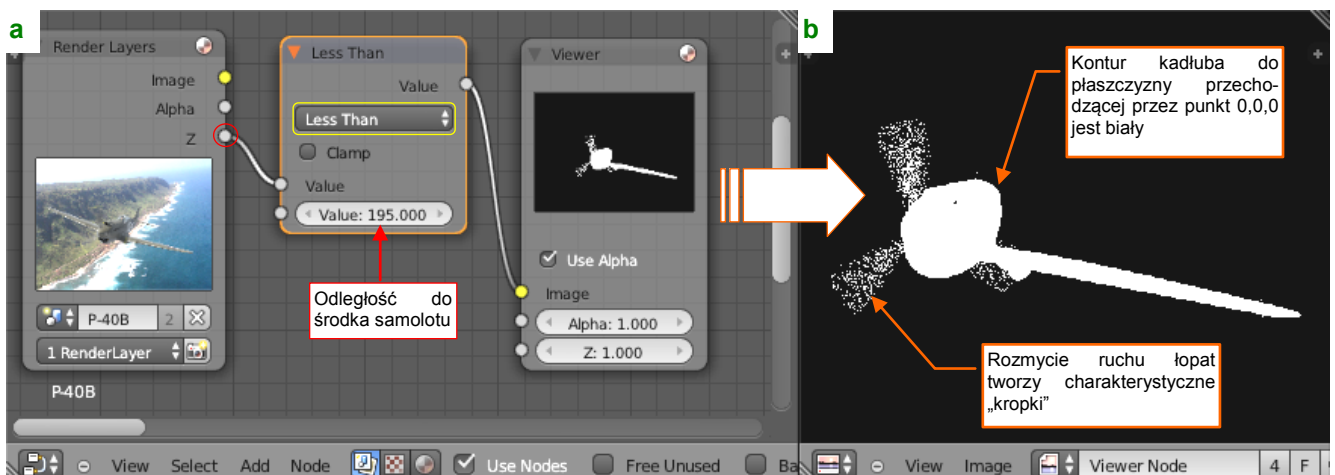 a
Render Layers
Image
Alpha
Z
P-40B 2
1 RenderLayer
P-40B
Less Than
Value
Less Than
Clamp
Value
Value: 195.000
Odległość do
środka samolotu
Viewer
Use Alpha
Image
Alpha: 1.000
Z: 1.000
View Select Add Node Use Nodes Free Unused Ba
b
Kontur kadłuba do
płaszczyzny przecho-
dzącej przez punkt 0,0,0
jest biały
Rozmycie ruchu łopat
tworzy charakterystyczne
„kropki”
View Image Viewer Node 4 F